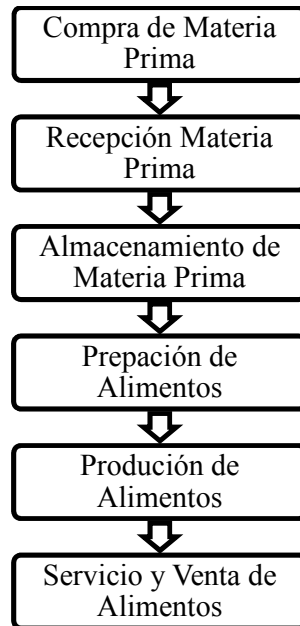 Compra de Materia
Prima
Recepción Materia
Prima
Almacenamiento de
Materia Prima
Prepación de
Alimentos
Produción de
Alimentos
Servicio y Venta de
Alimentos